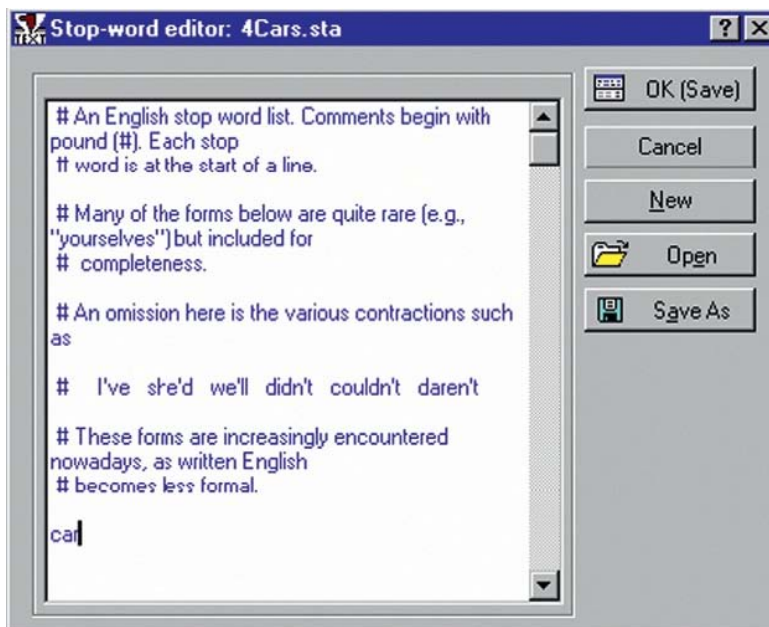 TEXT
Stop-word editor: 4Cars.sta
# An English stop word list. Comments begin with
pound (#). Each stop
# word is at the start of a line.
# Many of the forms below are quite rare (e.g.,
"yourselves") but included for
# completeness.
# An omission here is the various contractions such
as
# I've she'd we'll didn't couldn't daren't
# These forms are increasingly encountered
nowadays, as written English
# becomes less formal.
car
OK (Save)
Cancel
New
Open
Save As